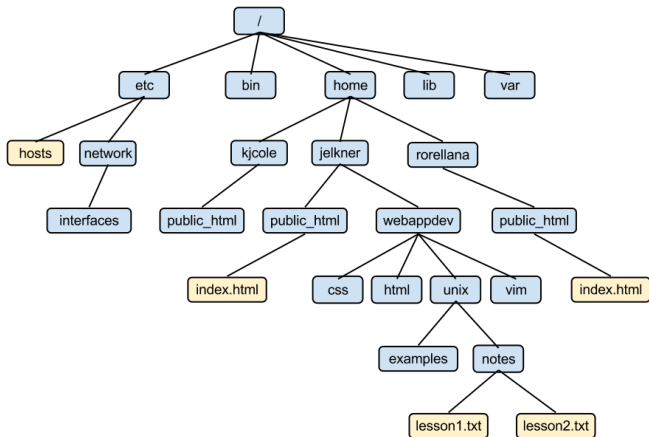 /
etc
bin
home
lib
var
hosts
network
kjcole
jelkner
rorellana
interfaces
public_html
public_html
webappdev
public_html
index.html
css
html
unix
vim
index.html
examples
notes
lesson1.txt
lesson2.txt